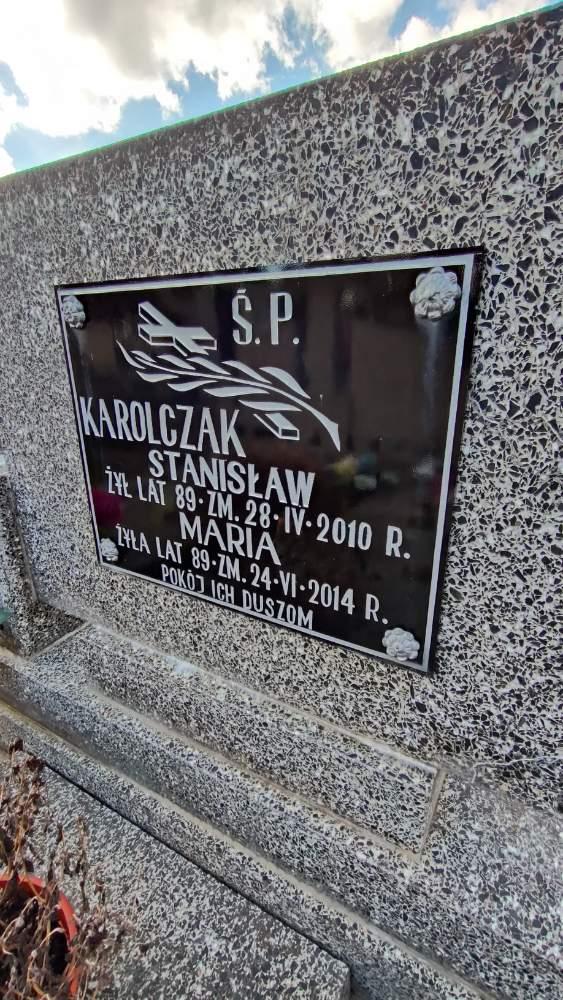 Ś.P.
KAROLCZAK
STANISŁAW
ŻYŁ LAT 89·ZM. 28·IV·2010 R.
MARIA
ŻYŁA LAT 89·ZM. 24·VI·2014 R.
POKÓJ ICH DUSZOM